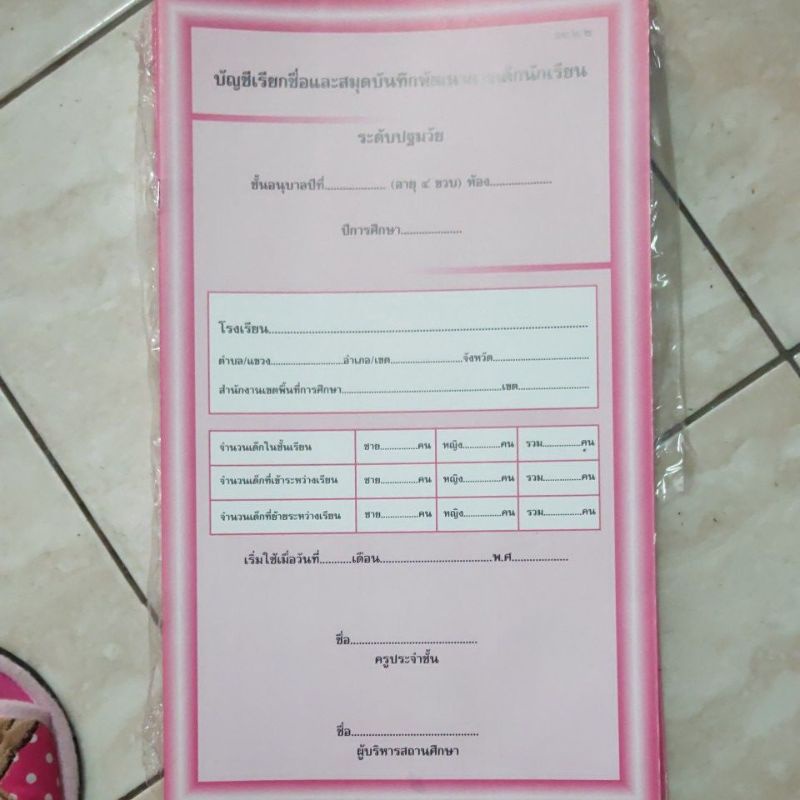 อบ.๒
บัญชีเรียกชื่อและสมุดบันทึกพัฒนาการเด็กนักเรียน
ระดับปฐมวัย
ชั้นอนุบาลปีที่.................. (อายุ ๔ ขวบ) ห้อง..................
ปีการศึกษา..................
โรงเรียน................................................................................
ตำบล/แขวง......................อำเภอ/เขต......................จังหวัด............................
สำนักงานเขตพื้นที่การศึกษา................................................เขต......................
จำนวนเด็กในชั้นเรียน ชาย.............คน หญิง.............คน รวม.............คน
จำนวนเด็กที่เข้าระหว่างเรียน ชาย.............คน หญิง.............คน รวม.............คน
จำนวนเด็กที่ย้ายระหว่างเรียน ชาย.............คน หญิง.............คน รวม.............คน
เริ่มใช้เมื่อวันที่..........เดือน...................................พ.ศ..................
ชื่อ........................................
ครูประจำชั้น
ชื่อ........................................
ผู้บริหารสถานศึกษา